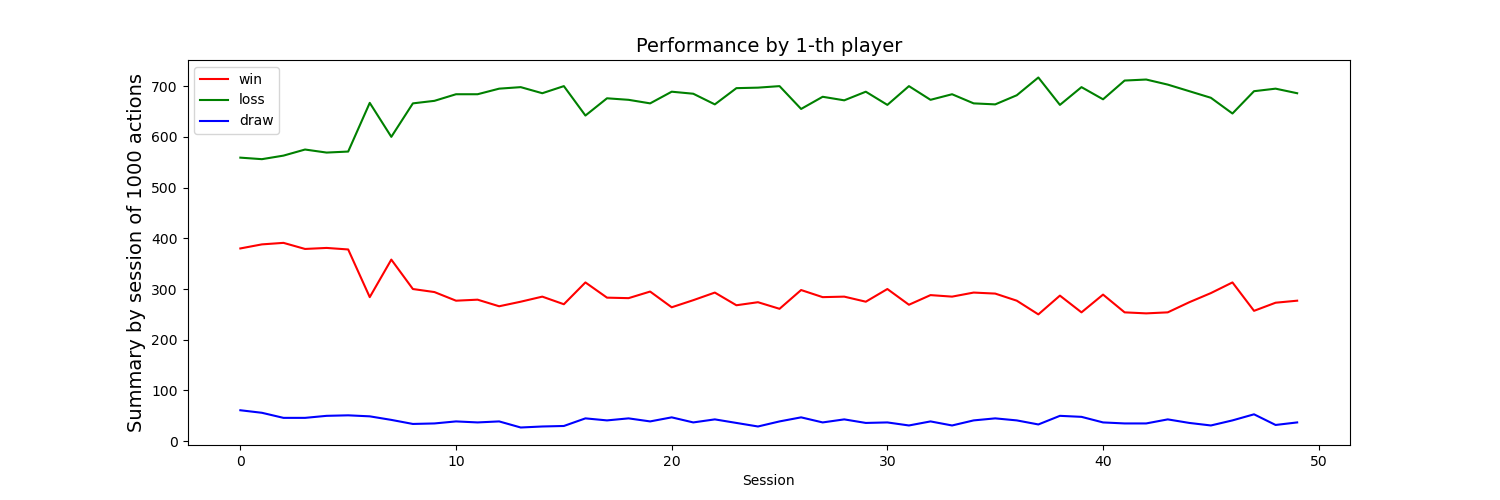 Performance by 1-th player
win
loss
draw
Summary by session of 1000 actions
700
600
500
400
300
200
100
0
0 10 20 30 40 50
Session